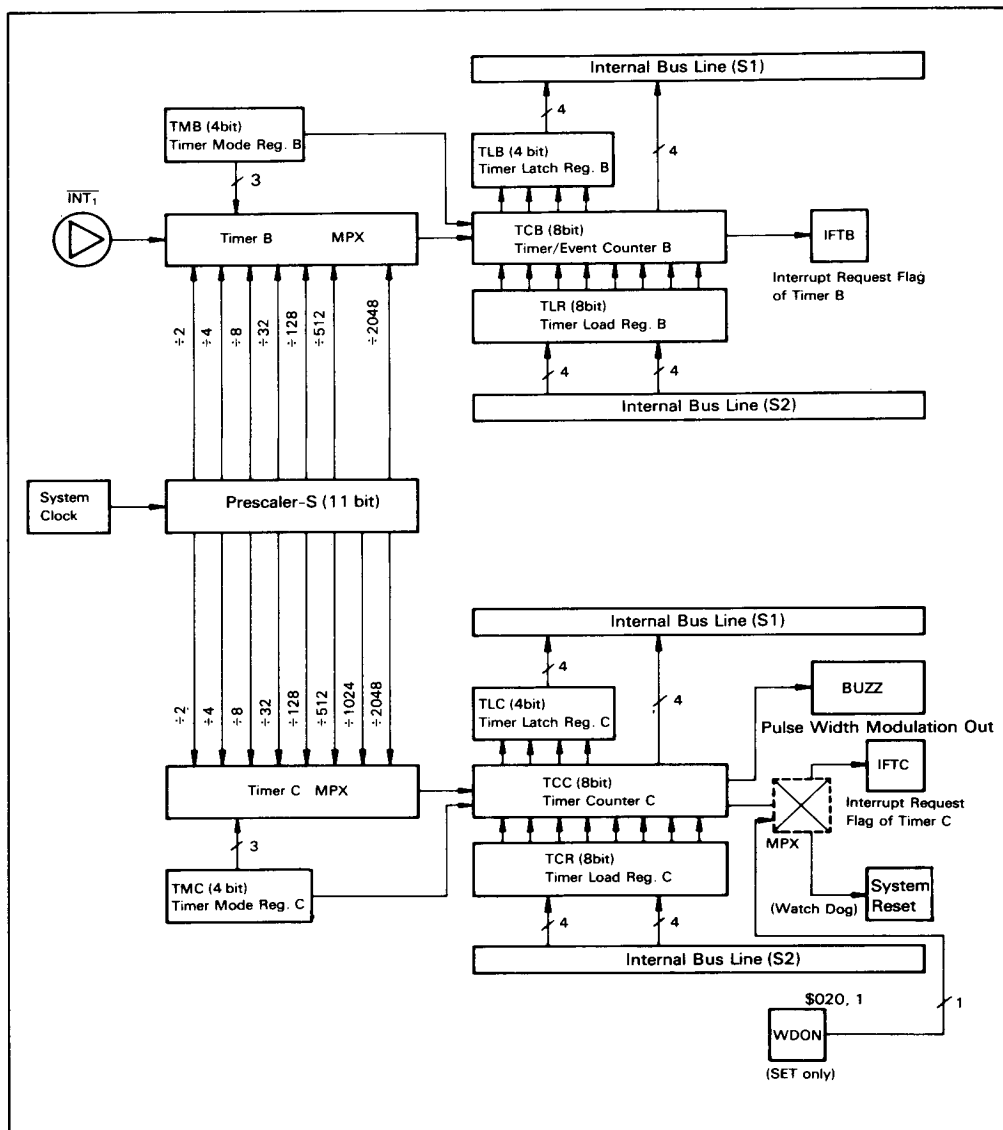 Internal Bus Line (S1)
4
4
TMB (4bit)
Timer Mode Reg. B
TLB (4 bit)
Timer Latch Reg. B
3
INT1
Timer B MPX
TCB (8bit)
Timer/Event Counter B
IFTB
Interrupt Request Flag
of Timer B
TLR (8bit)
Timer Load Reg. B
÷2
÷4
÷8
÷32
÷128
÷512
÷2048
4
4
Internal Bus Line (S2)
System
Clock
Prescaler-S (11 bit)
Internal Bus Line (S1)
4
4
÷2
÷4
÷8
÷32
÷128
÷512
÷1024
÷2048
TLC (4bit)
Timer Latch Reg. C
BUZZ
Pulse Width Modulation Out
Timer C MPX
TCC (8bit)
Timer Counter C
IFTC
Interrupt Request
Flag of Timer C
MPX
3
TCR (8bit)
Timer Load Reg. C
TMC (4 bit)
Timer Mode Reg. C
(Watch Dog)
System
Reset
4
4
Internal Bus Line (S2)
$020, 1
1
WDON
(SET only)